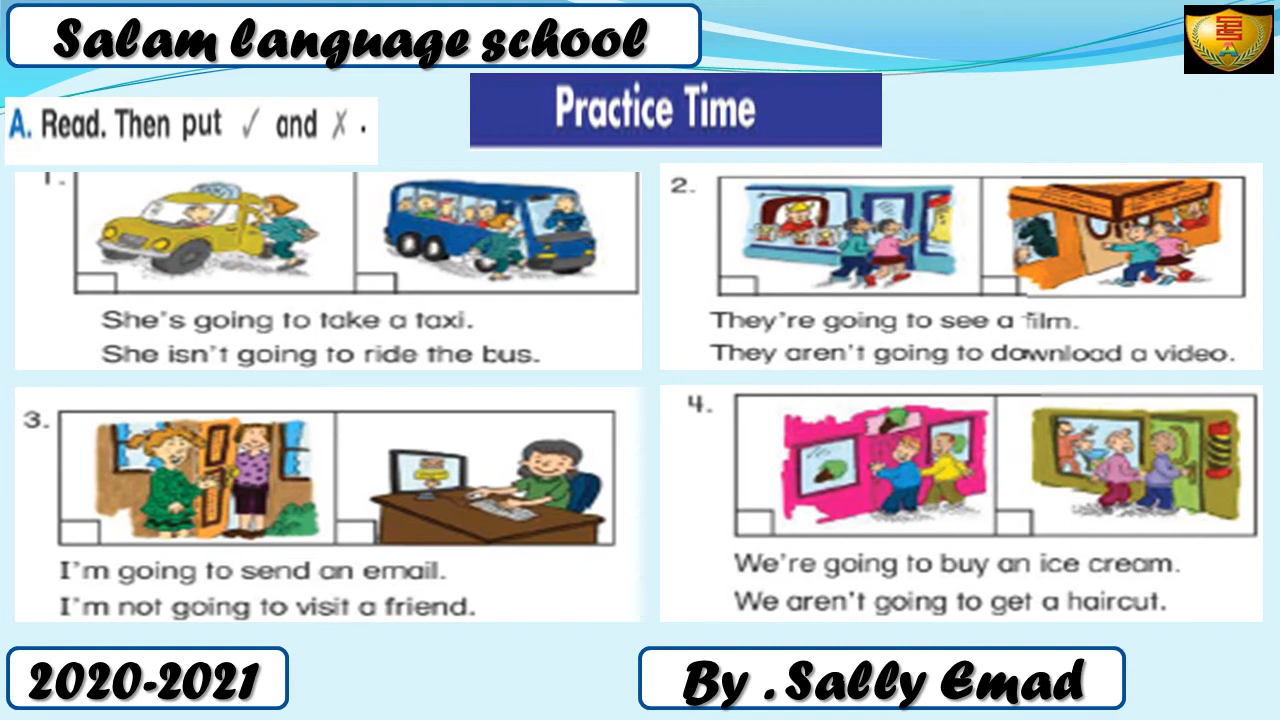 Salam language school
Practice Time
A. Read. Then put ✓ and ✗ .
1.
She's going to take a taxi.
She isn't going to ride the bus.
2.
They're going to see a film.
They aren't going to download a video.
3.
I'm going to send an email.
I'm not going to visit a friend.
4.
We're going to buy an ice cream.
We aren't going to get a haircut.
2020-2021
By . Sally Emad